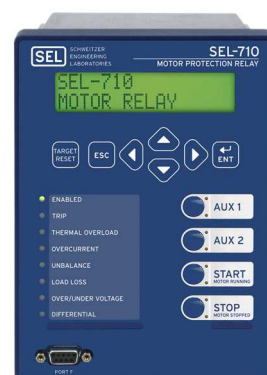 SEL SCHWEITZER ENGINEERING LABORATORIES
SEL-710
MOTOR PROTECTION RELAY
SEL-710
MOTOR RELAY
TARGET RESET
ESC
ENT
ENABLED
TRIP
THERMAL OVERLOAD
OVERCURRENT
UNBALANCE
LOAD LOSS
OVER/UNDER VOLTAGE
DIFFERENTIAL
AUX 1
AUX 2
START
MOTOR RUNNING
STOP
MOTOR STOPPED
PORT F